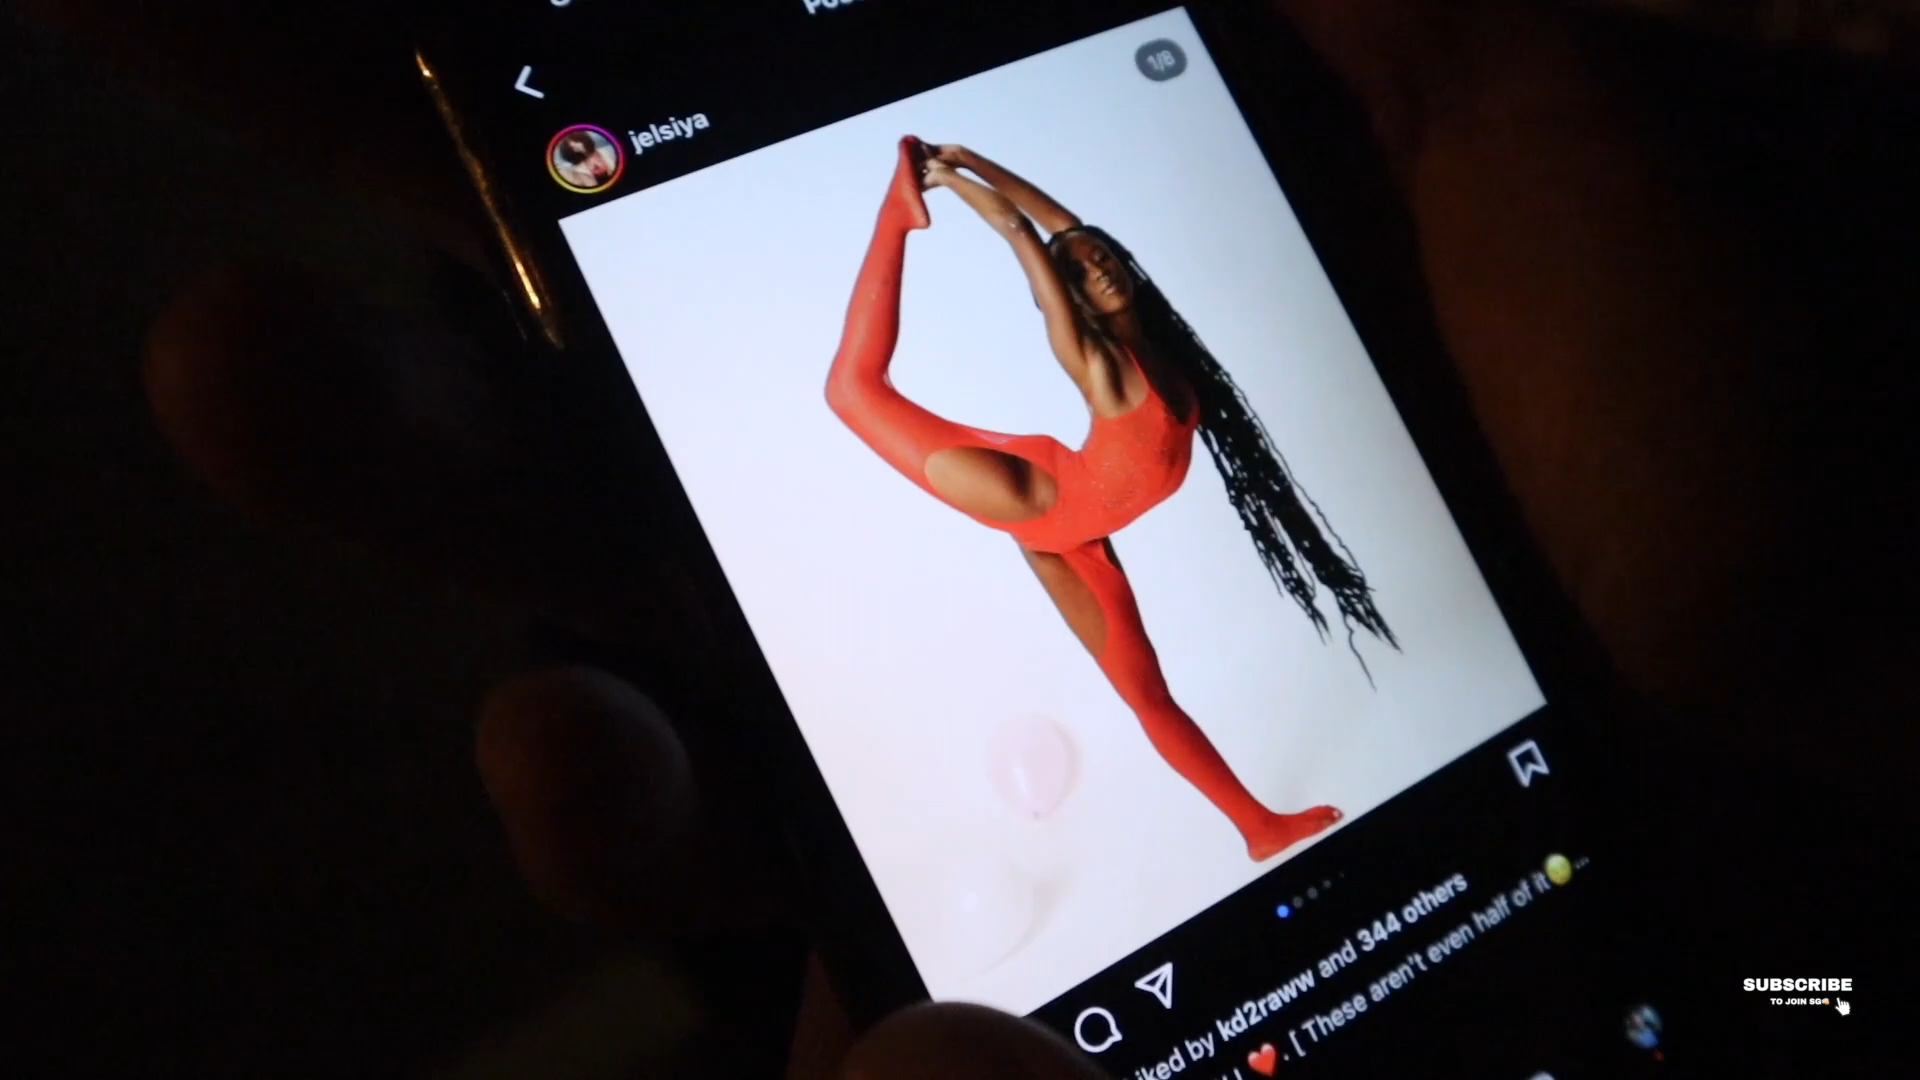 jelsiya
1/8
liked by kd2raww and 344 others
❤️ . [ These aren't even half of it ...
SUBSCRIBE
TO JOIN SG